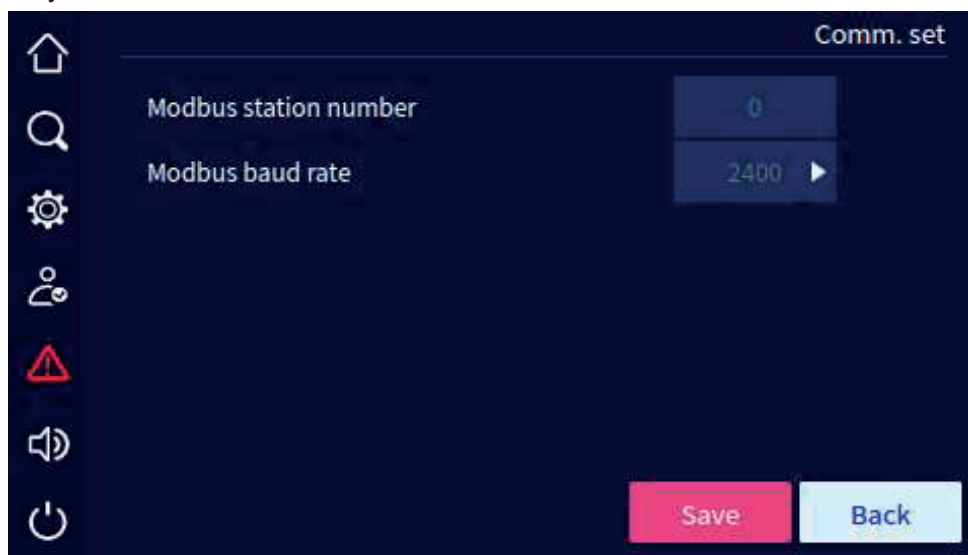 Comm. set
Modbus station number 0
Modbus baud rate 2400
Save Back